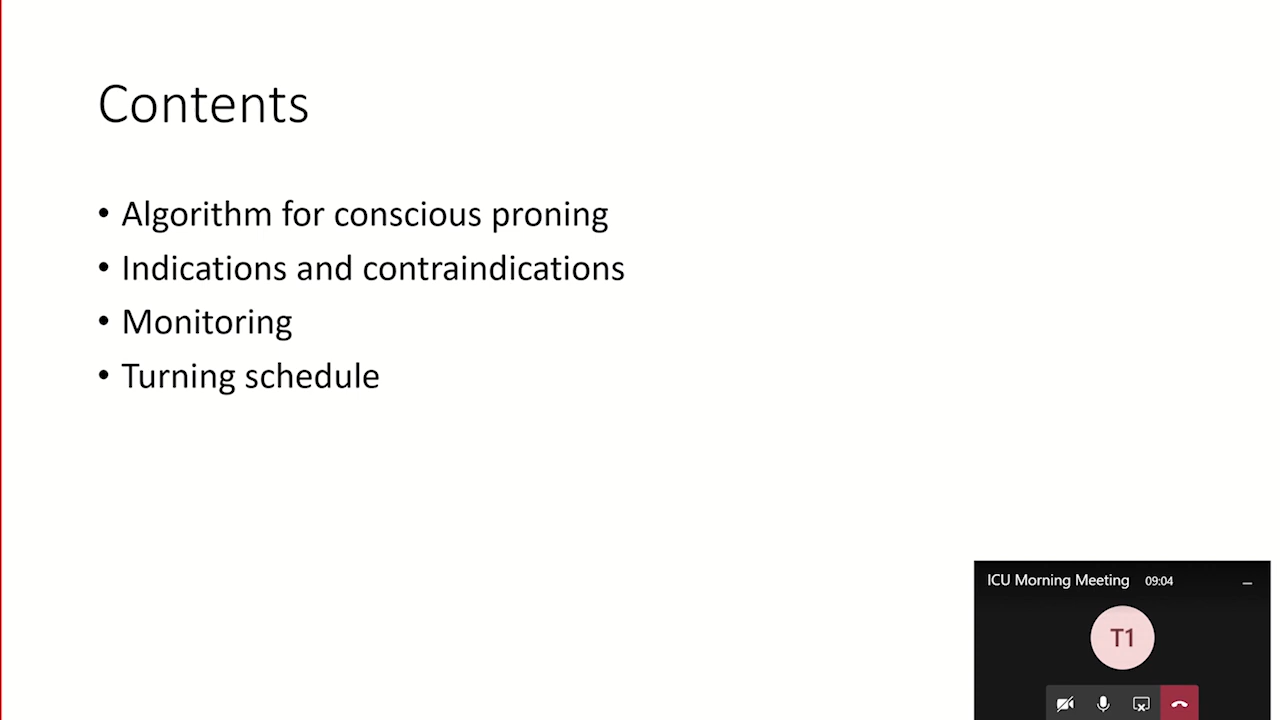 Contents
• Algorithm for conscious proning
• Indications and contraindications
• Monitoring
• Turning schedule
ICU Morning Meeting 09:04
T1